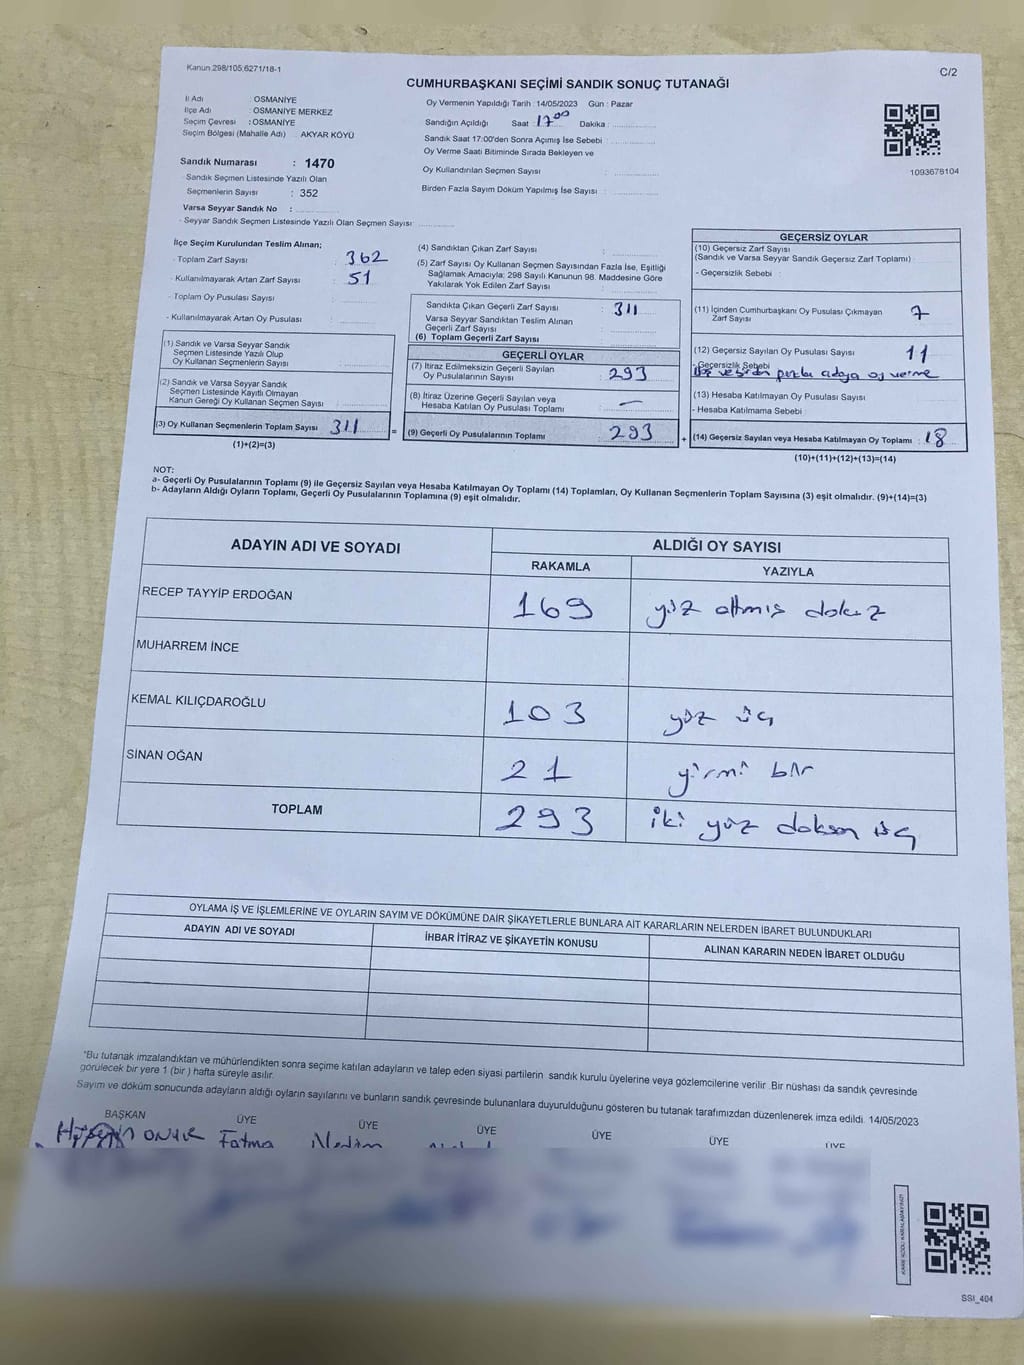 Kanun 298/105:6271/18-1
C/2
CUMHURBAŞKANI SEÇİMİ SANDIK SONUÇ TUTANAĞI
İl Adı : OSMANİYE
İlçe Adı : OSMANİYE MERKEZ
Seçim Çevresi : OSMANİYE
Seçim Bölgesi (Mahalle Adı) : AKYAR KÖYÜ
Sandık Numarası : 1470
Sandık Seçmen Listesinde Yazılı Olan
Seçmenlerin Sayısı : 352
Varsa Seyyar Sandık No :
- Seyyar Sandık Seçmen Listesinde Yazılı Olan Seçmen Sayısı:
Oy Vermenin Yapıldığı Tarih : 14/05/2023 Gün : Pazar
Sandığın Açıldığı Saat : 17 00 Dakika :
Sandık Saat 17:00'den Sonra Açımış İse Sebebi :
Oy Verme Saati Bitiminde Sırada Bekleyen ve
Oy Kullandırılan Seçmen Sayısı :
Birden Fazla Sayım Döküm Yapılmış İse Sayısı :
1093678104
İlçe Seçim Kurulundan Teslim Alınan;
- Toplam Zarf Sayısı : 362
- Kullanılmayarak Artan Zarf Sayısı : 51
- Toplam Oy Pusulası Sayısı :
- Kullanılmayarak Artan Oy Pusulası :
(1) Sandık ve Varsa Seyyar Sandık
Seçmen Listesinde Yazılı Olup
Oy Kullanan Seçmenlerin Sayısı :
(2) Sandık ve Varsa Seyyar Sandık
Seçmen Listesinde Kayıtlı Olmayan
Kanun Gereği Oy Kullanan Seçmen Sayısı :
(3) Oy Kullanan Seçmenlerin Toplam Sayısı : 311
(1)+(2)=(3)
=
(4) Sandıktan Çıkan Zarf Sayısı :
(5) Zarf Sayısı Oy Kullanan Seçmen Sayısından Fazla İse, Eşitliği
Sağlamak Amacıyla; 298 Sayılı Kanunun 98. Maddesine Göre
Yakılarak Yok Edilen Zarf Sayısı :
Sandıkta Çıkan Geçerli Zarf Sayısı : 311
Varsa Seyyar Sandıktan Teslim Alınan
Geçerli Zarf Sayısı :
(6) Toplam Geçerli Zarf Sayısı :
GEÇERLİ OYLAR
(7) İtiraz Edilmeksizin Geçerli Sayılan
Oy Pusulalarının Sayısı : 293
(8) İtiraz Üzerine Geçerli Sayılan veya
Hesaba Katılan Oy Pusulası Toplamı : —
(9) Geçerli Oy Pusulalarının Toplamı : 293
+
GEÇERSİZ OYLAR
(10) Geçersiz Zarf Sayısı
(Sandık ve Varsa Seyyar Sandık Geçersiz Zarf Toplamı) :
- Geçersizlik Sebebi :
(11) İçinden Cumhurbaşkanı Oy Pusulası Çıkmayan
Zarf Sayısı : 7
(12) Geçersiz Sayılan Oy Pusulası Sayısı : 11
- Geçersizlik Sebebi
ve birden fazla adaya oy verme
(13) Hesaba Katılmayan Oy Pusulası Sayısı :
- Hesaba Katılmama Sebebi :
(14) Geçersiz Sayılan veya Hesaba Katılmayan Oy Toplamı : 18
(10)+(11)+(12)+(13)=(14)
NOT:
a- Geçerli Oy Pusulalarının Toplamı (9) ile Geçersiz Sayılan veya Hesaba Katılmayan Oy Toplamı (14) Toplamları, Oy Kullanan Seçmenlerin Toplam Sayısına (3) eşit olmalıdır. (9)+(14)=(3)
b- Adayların Aldığı Oyların Toplamı, Geçerli Oy Pusulalarının Toplamına (9) eşit olmalıdır.
ADAYIN ADI VE SOYADI
ALDIĞI OY SAYISI
RAKAMLA YAZIYLA
RECEP TAYYİP ERDOĞAN 169 yüz altmış dokuz
MUHARREM İNCE
KEMAL KILIÇDAROĞLU 103 yüz üç
SİNAN OĞAN 21 yirmi bir
TOPLAM 293 iki yüz doksan üç
OYLAMA İŞ VE İŞLEMLERİNE VE OYLARIN SAYIM VE DÖKÜMÜNE DAİR ŞİKAYETLERLE BUNLARA AİT KARARLARIN NELERDEN İBARET BULUNDUKLARI
ADAYIN ADI VE SOYADI İHBAR İTİRAZ VE ŞİKAYETİN KONUSU ALINAN KARARIN NEDEN İBARET OLDUĞU
"Bu tutanak imzalandıktan ve mühürlendikten sonra seçime katılan adayların ve talep eden siyasi partilerin sandık kurulu üyelerine veya gözlemcilerine verilir. Bir nüshası da sandık çevresinde
görülecek bir yere 1 (bir) hafta süreyle asılır.
Sayım ve döküm sonucunda adayların aldığı oyların sayılarını ve bunların sandık çevresinde bulunanlara duyurulduğunu gösteren bu tutanak tarafımızdan düzenlenerek imza edildi. 14/05/2023
BAŞKAN ÜYE ÜYE ÜYE ÜYE ÜYE ÜYE
Hüseyin ONUR Fatma Nedim
KARE KODU KARALAMAYINIZ!
SSI_404